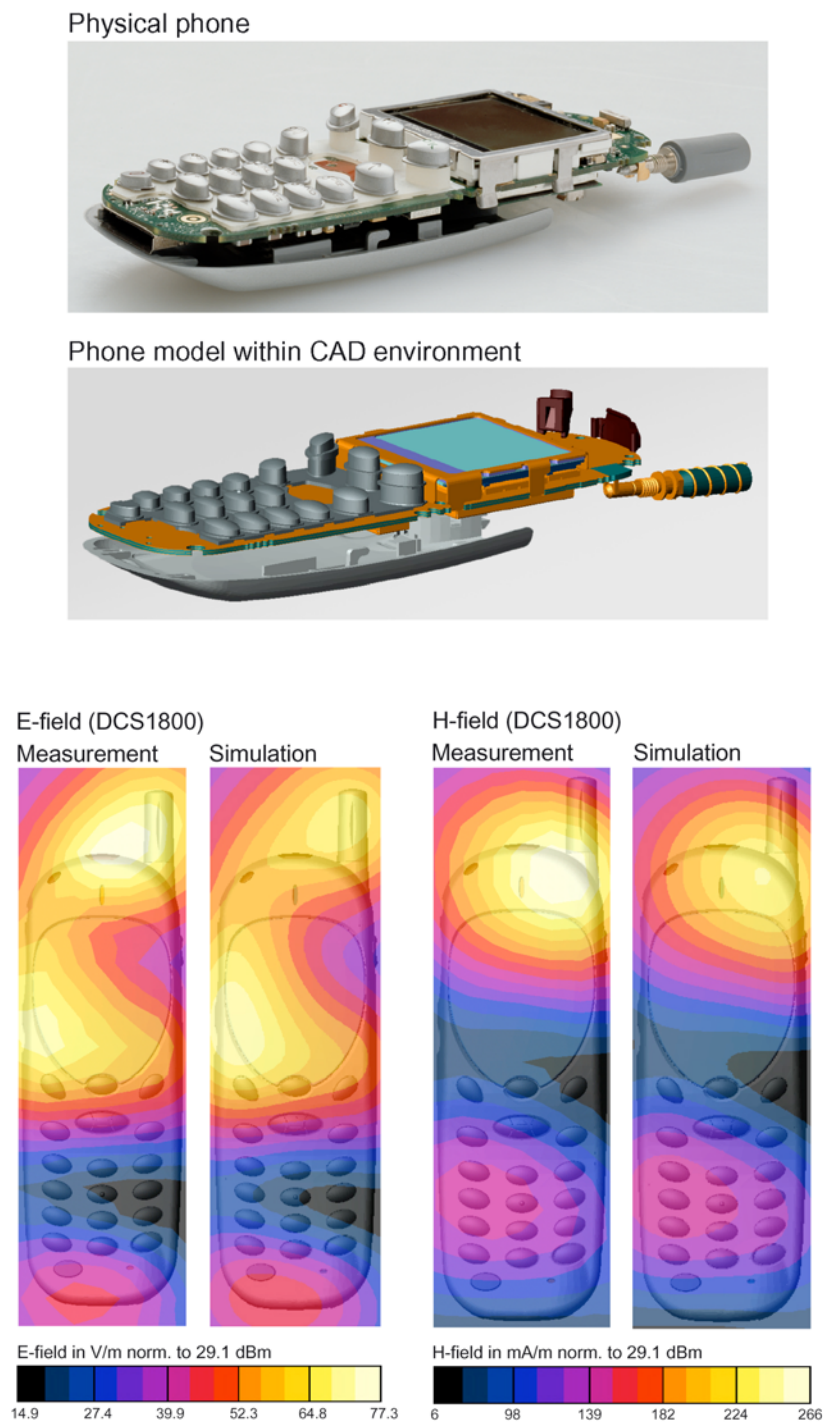 Physical phone
Phone model within CAD environment
E-field (DCS1800)
Measurement Simulation
H-field (DCS1800)
Measurement Simulation
E-field in V/m norm. to 29.1 dBm
14.9 27.4 39.9 52.3 64.8 77.3
H-field in mA/m norm. to 29.1 dBm
6 98 139 182 224 266